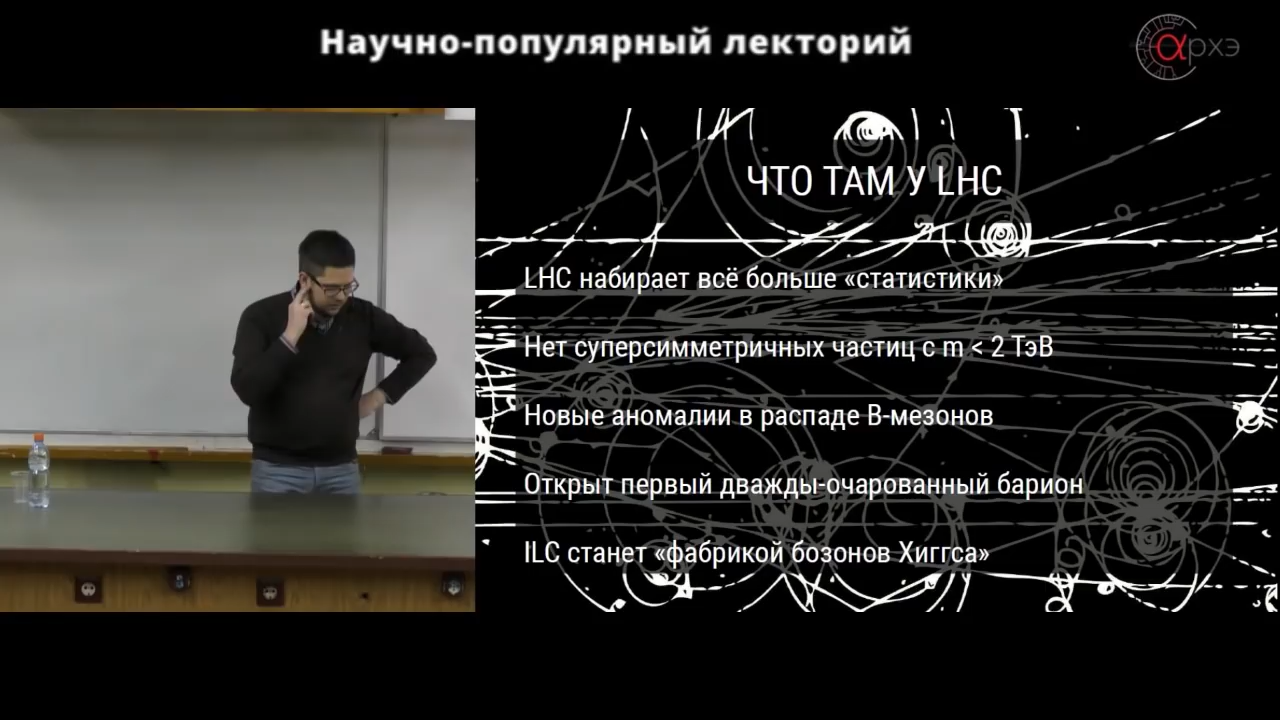 Научно-популярный лекторий
αрхэ
ЧТО ТАМ У LHC
LHC набирает всё больше «статистики»
Нет суперсимметричных частиц с m < 2 ТэВ
Новые аномалии в распаде B-мезонов
Открыт первый дважды-очарованный барион
ILC станет «фабрикой бозонов Хиггса»